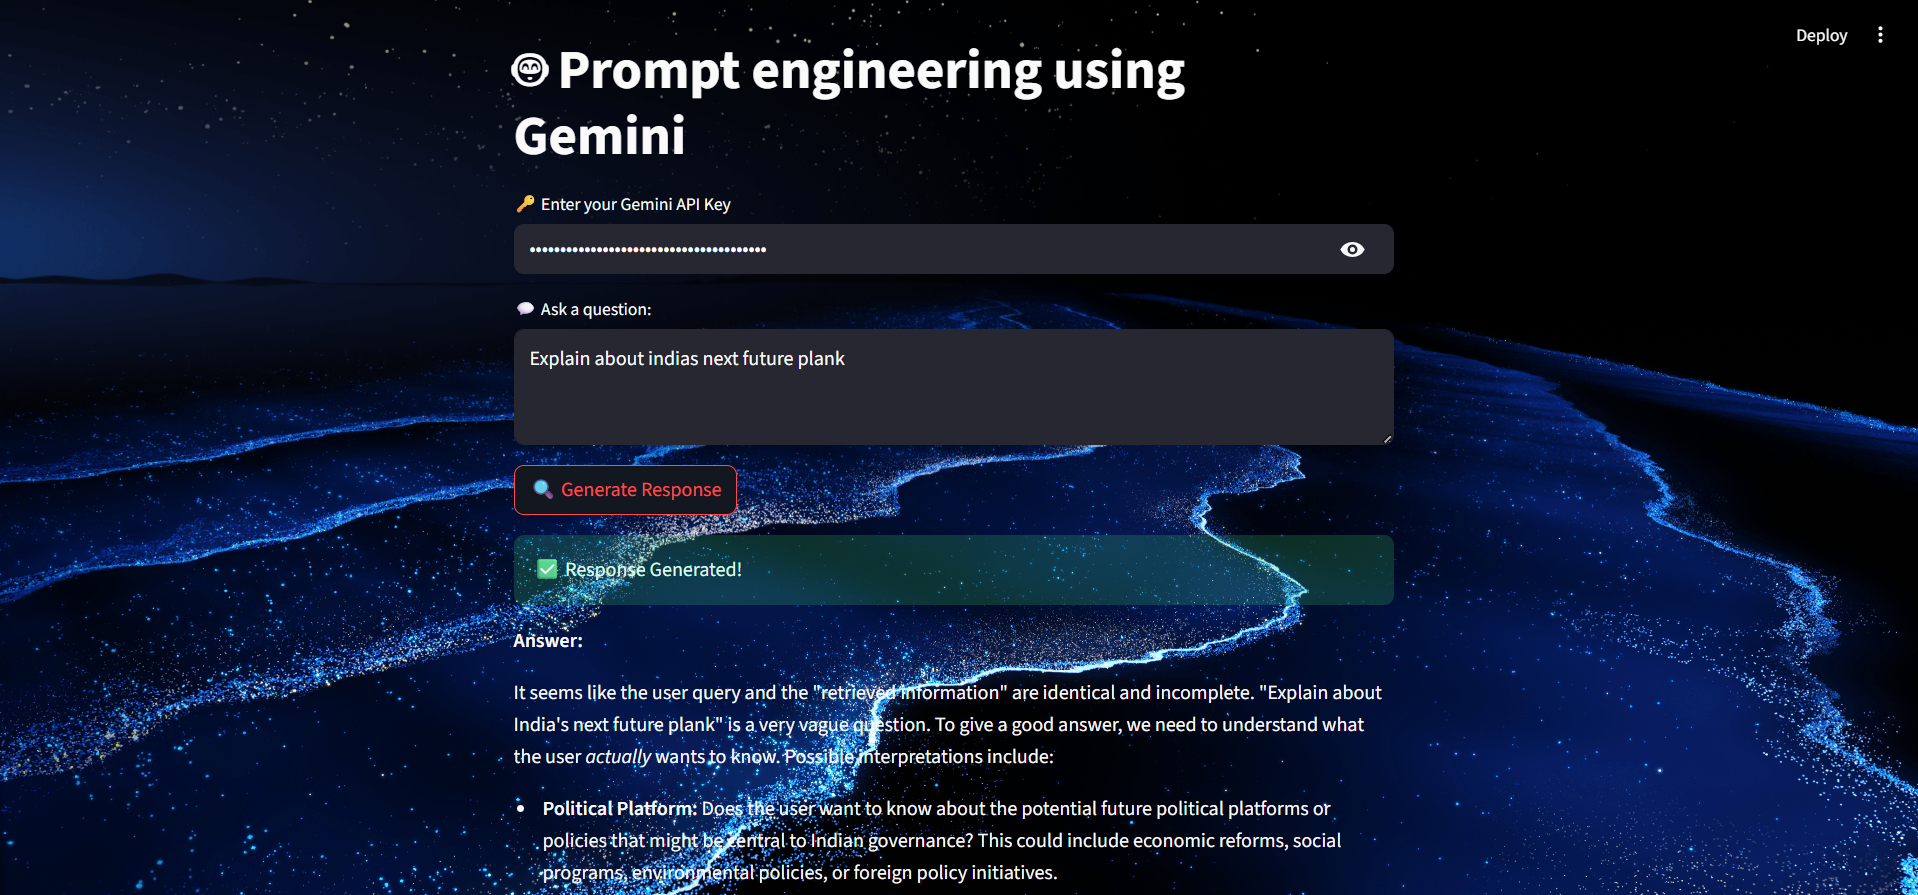 Deploy
Prompt engineering using
Gemini
Enter your Gemini API Key
••••••••••••••••••••••••••••••••••••••• 
Ask a question:
Explain about indias next future plank
Generate Response
Response Generated!
Answer:
It seems like the user query and the "retrieved information" are identical and incomplete. "Explain about
India's next future plank" is a very vague question. To give a good answer, we need to understand what
the user actually wants to know. Possible interpretations include:
• Political Platform: Does the user want to know about the potential future political platforms or
policies that might be central to Indian governance? This could include economic reforms, social
programs, environmental policies, or foreign policy initiatives.